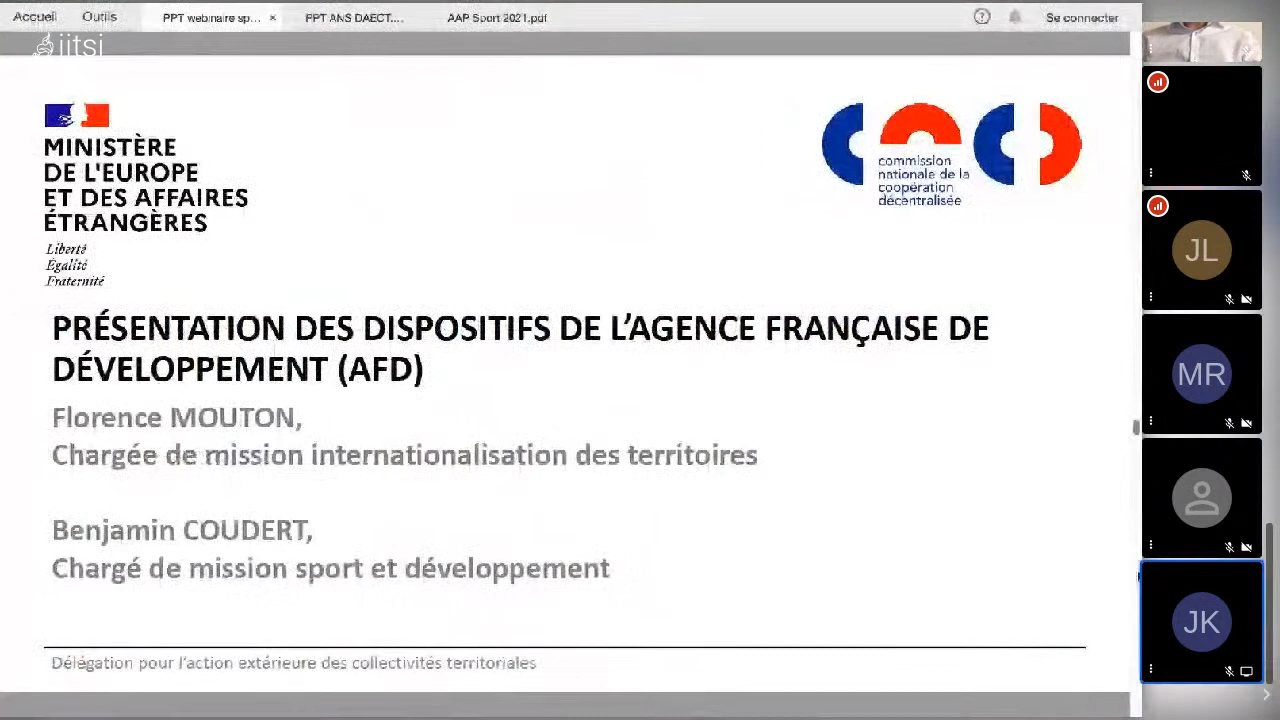 Accueil
Outils
PPT webinaire sp... ×
PPT ANS DAECT....
AAP Sport 2021.pdf
Se connecter
jitsi
MINISTÈRE
DE L'EUROPE
ET DES AFFAIRES
ÉTRANGÈRES
Liberté
Égalité
Fraternité
commission
nationale de la
coopération
décentralisée
PRÉSENTATION DES DISPOSITIFS DE L'AGENCE FRANÇAISE DE
DÉVELOPPEMENT (AFD)
Florence MOUTON,
Chargée de mission internationalisation des territoires
Benjamin COUDERT,
Chargé de mission sport et développement
Délégation pour l'action extérieure des collectivités territoriales
JL
MR
JK